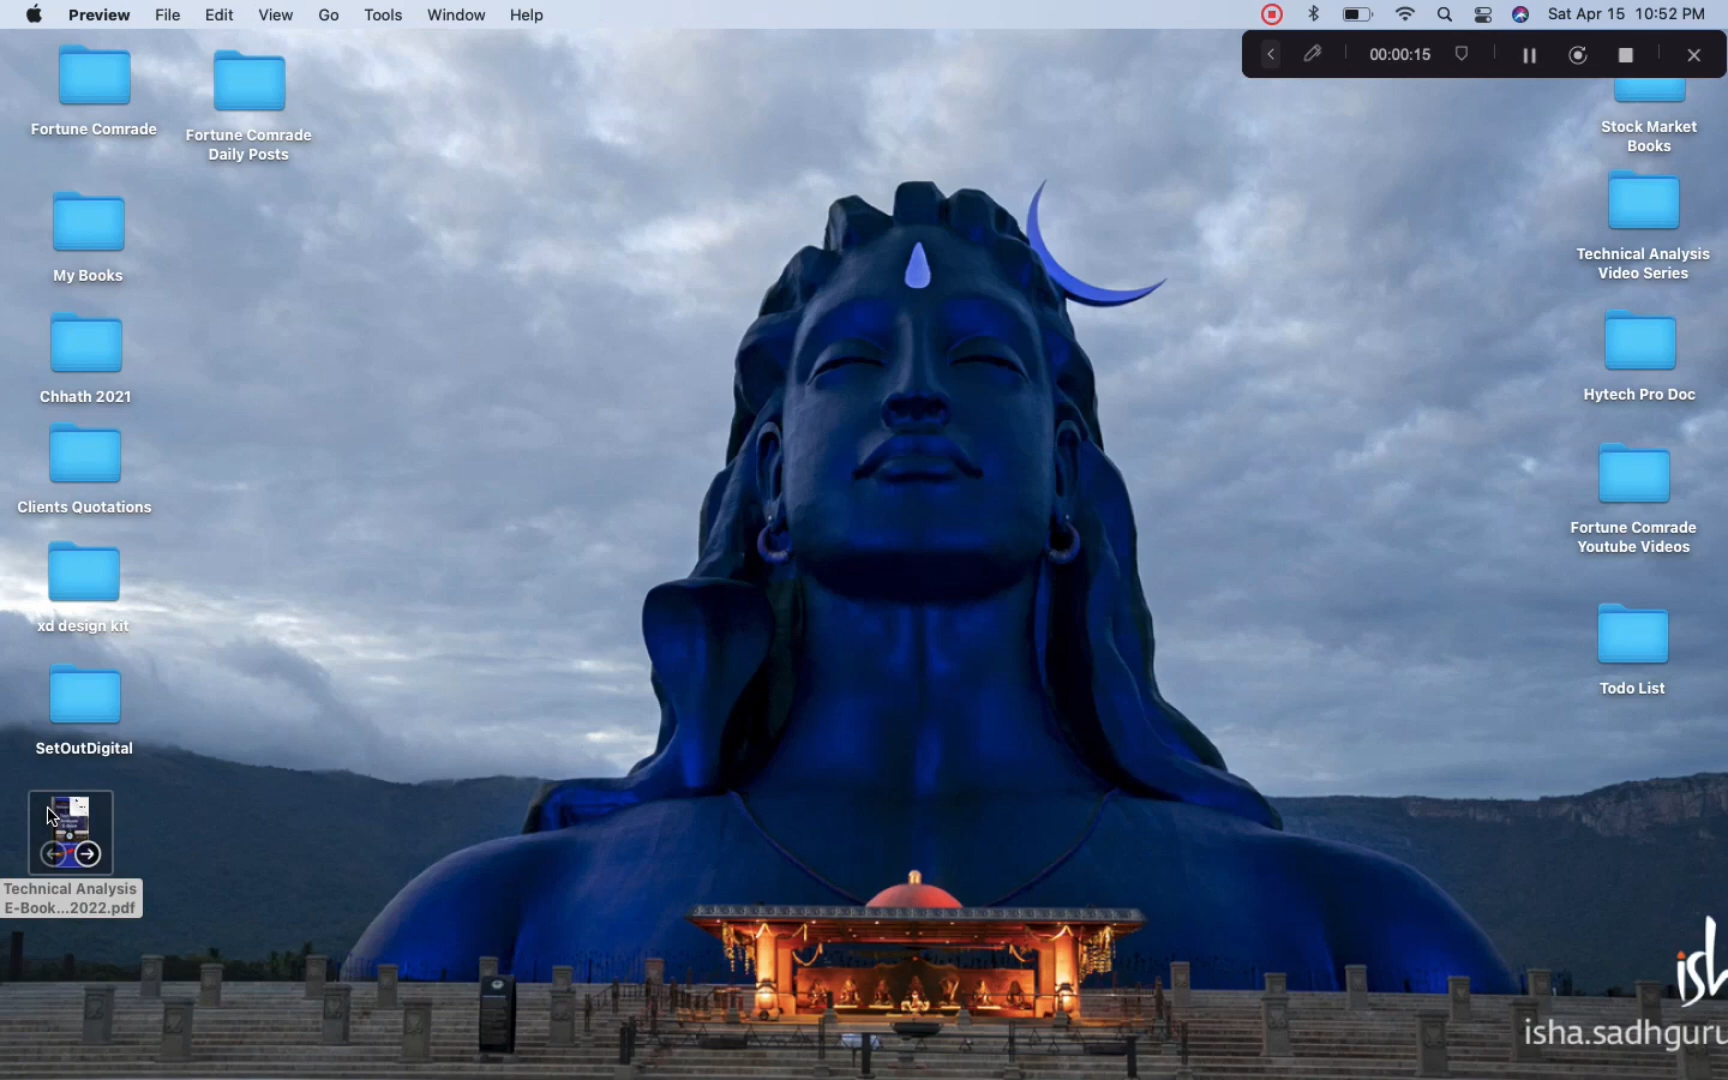 Preview File Edit View Go Tools Window Help Sat Apr 15 10:52 PM
00:00:15
Fortune Comrade
Fortune Comrade
Daily Posts
Stock Market
Books
My Books
Technical Analysis
Video Series
Chhath 2021
Hytech Pro Doc
Clients Quotations
Fortune Comrade
Youtube Videos
xd design kit
Todo List
SetOutDigital
Technical Analysis
E-Book...2022.pdf
isha.sadhguru